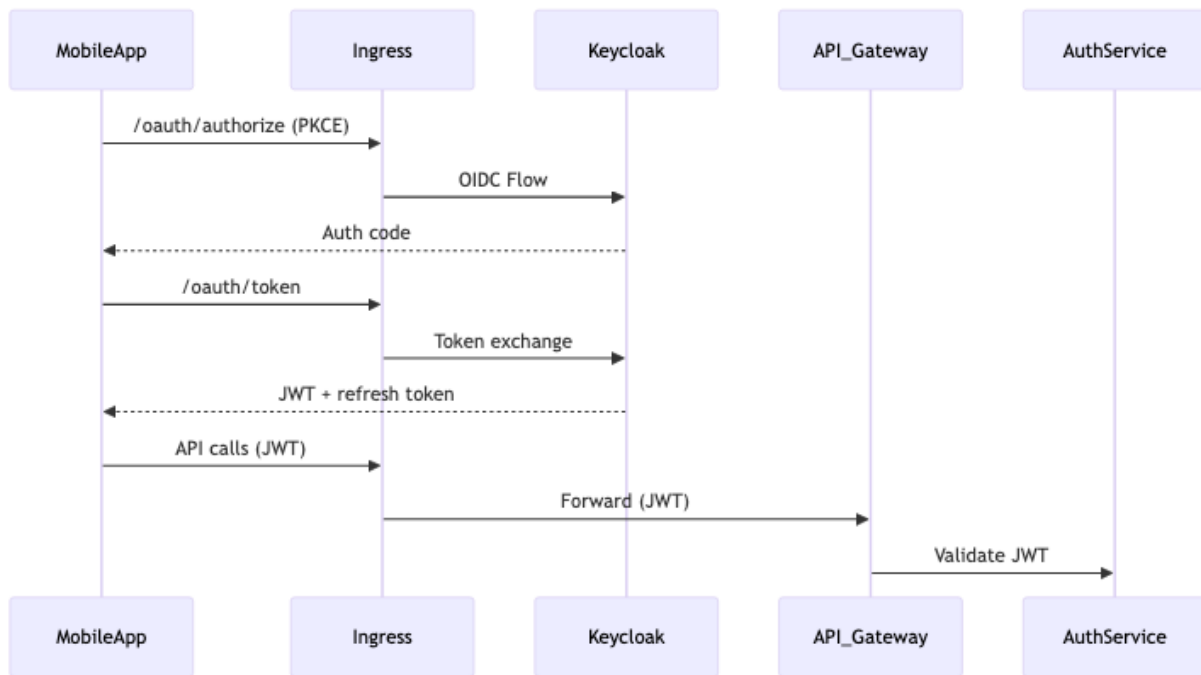 MobileApp
Ingress
Keycloak
API_Gateway
AuthService
/oauth/authorize (PKCE)
OIDC Flow
Auth code
/oauth/token
Token exchange
JWT + refresh token
API calls (JWT)
Forward (JWT)
Validate JWT
MobileApp
Ingress
Keycloak
API_Gateway
AuthService